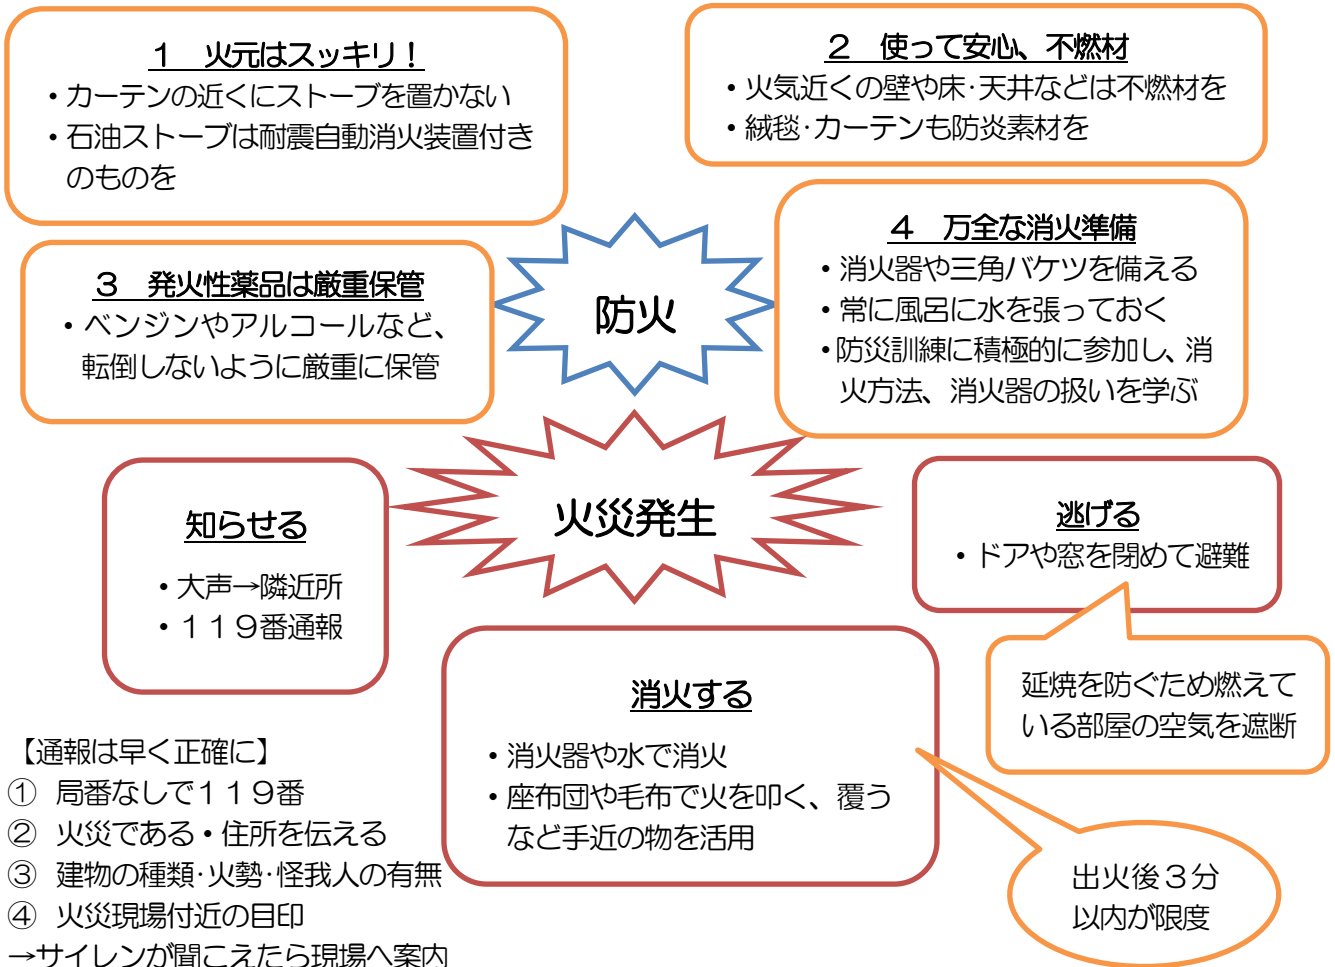 １　火元はスッキリ！
・カーテンの近くにストーブを置かない
・石油ストーブは耐震自動消火装置付き
のものを
２　使って安心、不燃材
・火気近くの壁や床･天井などは不燃材を
・絨毯･カーテンも防炎素材を
３　発火性薬品は厳重保管
・ベンジンやアルコールなど、
転倒しないように厳重に保管
防火
４　万全な消火準備
・消火器や三角バケツを備える
・常に風呂に水を張っておく
・防災訓練に積極的に参加し、消
火方法、消火器の扱いを学ぶ
火災発生
知らせる
・大声→隣近所
・１１９番通報
逃げる
・ドアや窓を閉めて避難
延焼を防ぐため燃えて
いる部屋の空気を遮断
消火する
・消火器や水で消火
・座布団や毛布で火を叩く、覆う
など手近の物を活用
出火後３分
以内が限度
【通報は早く正確に】
①　局番なしで１１９番
②　火災である・住所を伝える
③　建物の種類･火勢･怪我人の有無
④　火災現場付近の目印
→サイレンが聞こえたら現場へ案内